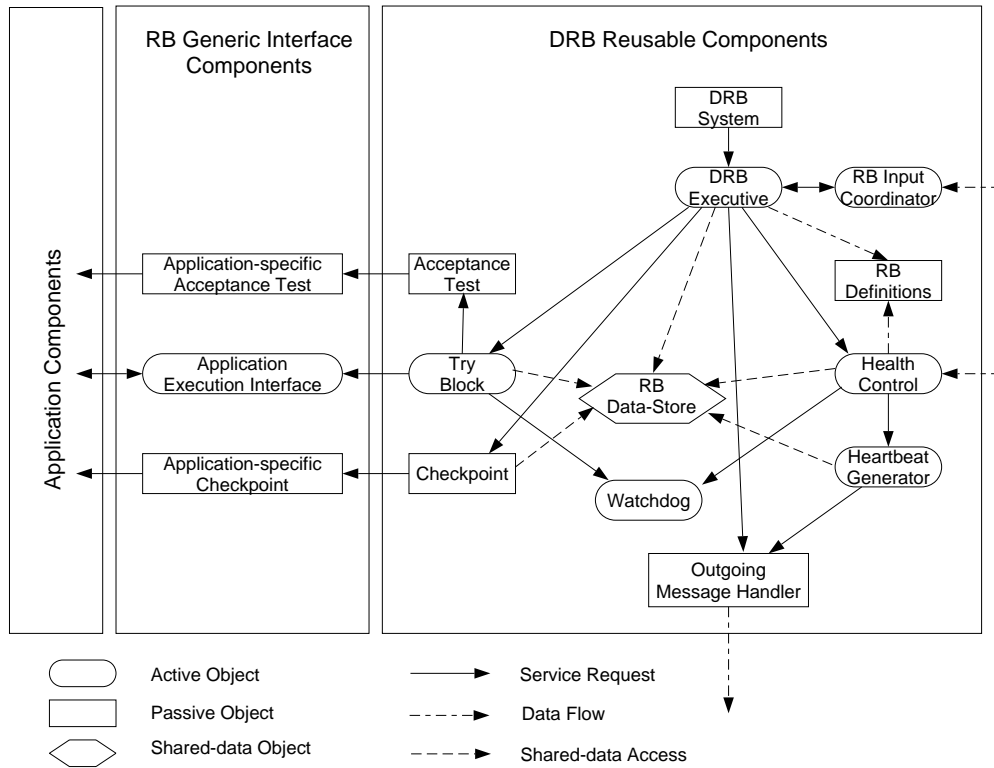 RB Generic Interface
Components
DRB Reusable Components
DRB
System
DRB
Executive
RB Input
Coordinator
Application Components
Application-specific
Acceptance Test
Acceptance
Test
RB
Definitions
Application
Execution Interface
Try
Block
RB
Data-Store
Health
Control
Application-specific
Checkpoint
Checkpoint
Watchdog
Heartbeat
Generator
Outgoing
Message Handler
Active Object
Service Request
Passive Object
Data Flow
Shared-data Object
Shared-data Access